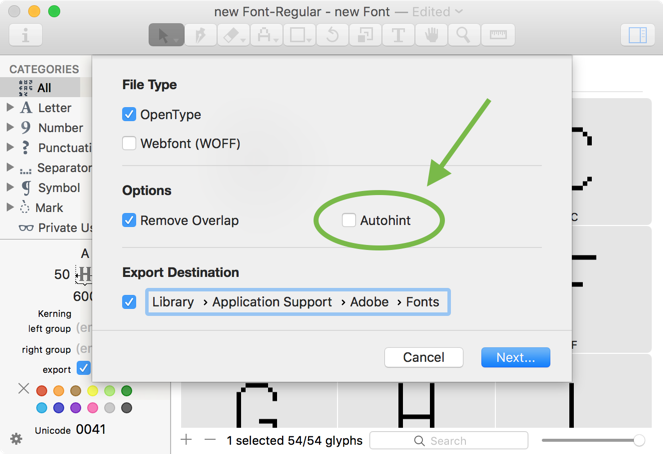 new Font-Regular - new Font — Edited
CATEGORIES
All
Letter
Number
Punctuati
Separator
Symbol
Mark
Private Us
A
50 H
600
Kerning
left group (e
right group (e
export
Unicode 0041
File Type
OpenType
Webfont (WOFF)
Options
Remove Overlap
Autohint
Export Destination
Library › Application Support › Adobe › Fonts
Cancel
Next...
C
F
G H I
1 selected 54/54 glyphs
Search